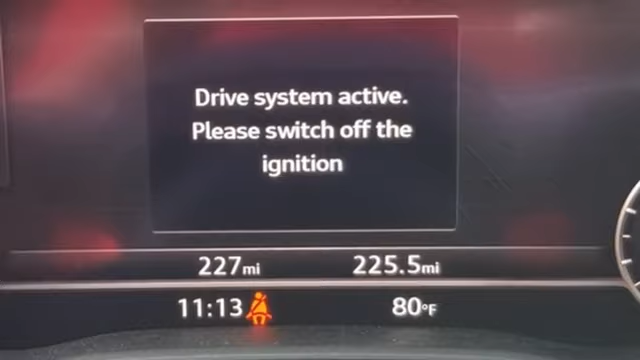 Drive system active.
Please switch off the
ignition
227mi 225.5mi
11:13 80°F